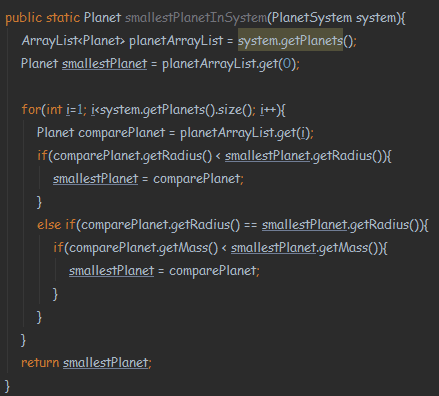 public static Planet smallestPlanetInSystem(PlanetSystem system){
ArrayList<Planet> planetArrayList = system.getPlanets();
Planet smallestPlanet = planetArrayList.get(0);
for(int i=1; i<system.getPlanets().size(); i++){
Planet comparePlanet = planetArrayList.get(i);
if(comparePlanet.getRadius() < smallestPlanet.getRadius()){
smallestPlanet = comparePlanet;
}
else if(comparePlanet.getRadius() == smallestPlanet.getRadius()){
if(comparePlanet.getMass() < smallestPlanet.getMass()){
smallestPlanet = comparePlanet;
}
}
}
return smallestPlanet;
}